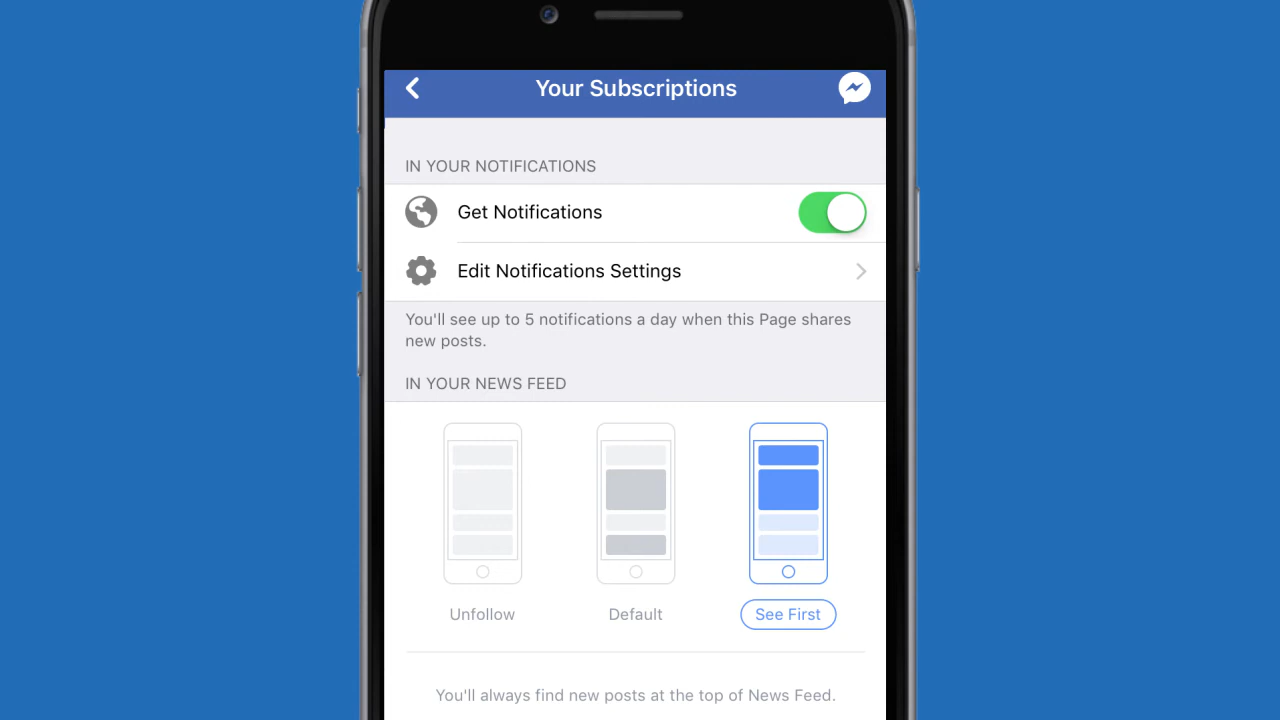 Your Subscriptions
IN YOUR NOTIFICATIONS
Get Notifications
Edit Notifications Settings
You'll see up to 5 notifications a day when this Page shares
new posts.
IN YOUR NEWS FEED
Unfollow Default See First
You'll always find new posts at the top of News Feed.